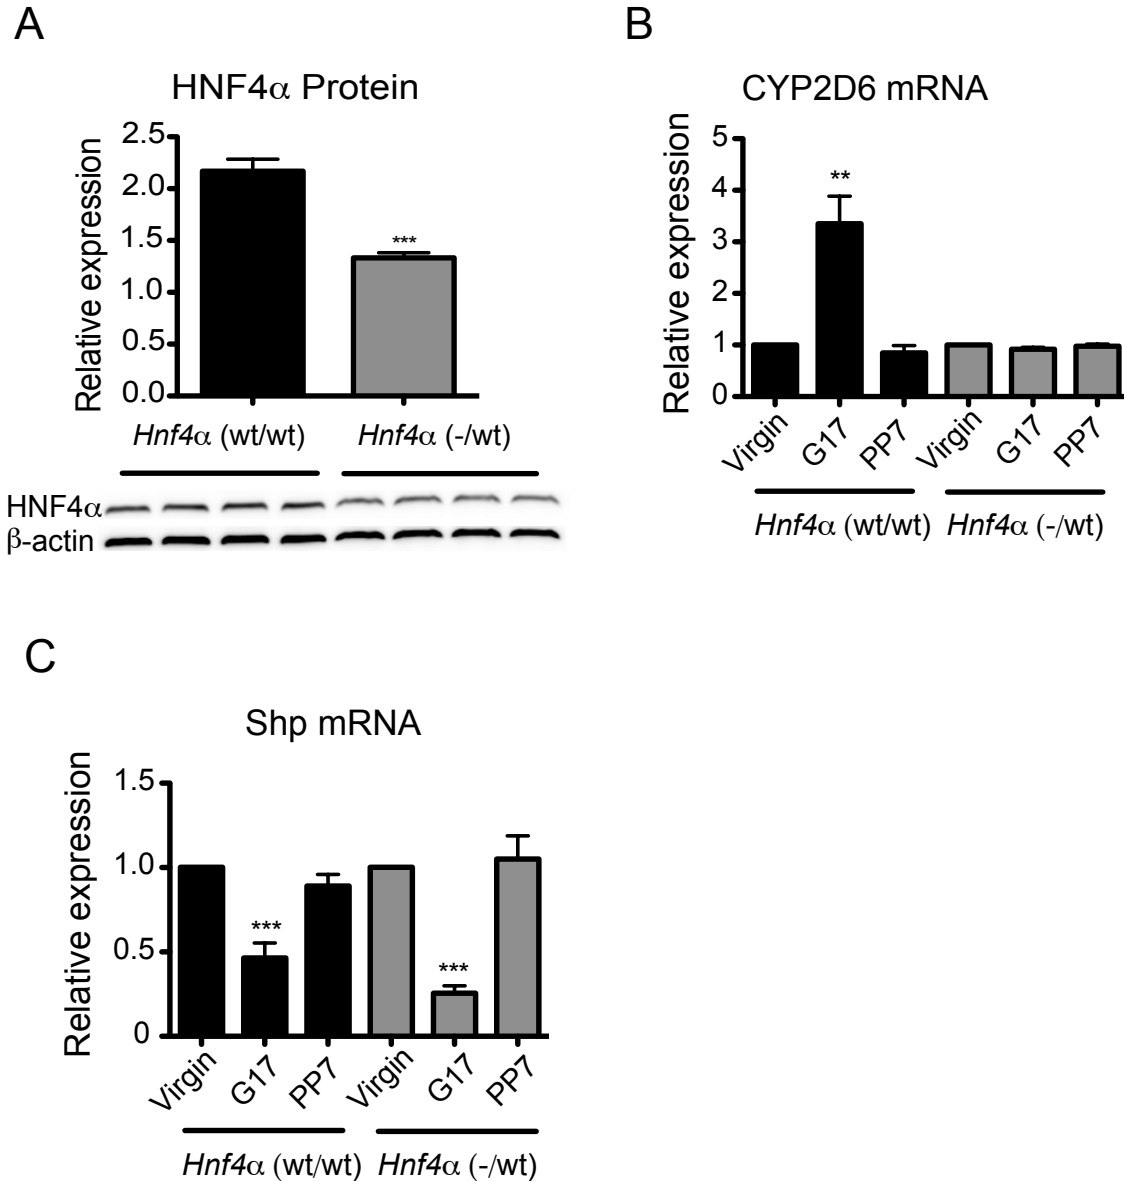 A
HNF4α Protein
Relative expression
2.5
2.0
1.5
1.0
0.5
0.0
***
Hnf4α (wt/wt)
Hnf4α (-/wt)
HNF4α
β-actin
B
CYP2D6 mRNA
Relative expression
5
4
3
2
1
0
**
Virgin
G17
PP7
Virgin
G17
PP7
Hnf4α (wt/wt)
Hnf4α (-/wt)
C
Shp mRNA
Relative expression
1.5
1.0
0.5
0
***
***
Virgin
G17
PP7
Virgin
G17
PP7
Hnf4α (wt/wt)
Hnf4α (-/wt)